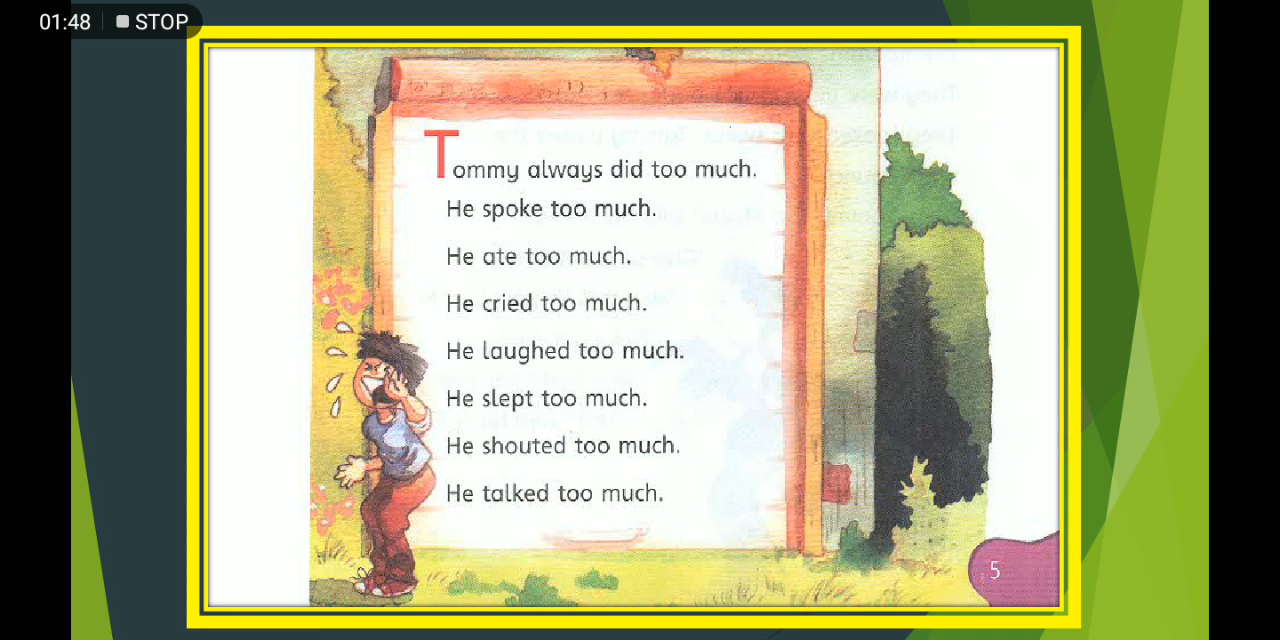 01:48 STOP
Tommy always did too much.
He spoke too much.
He ate too much.
He cried too much.
He laughed too much.
He slept too much.
He shouted too much.
He talked too much.
5